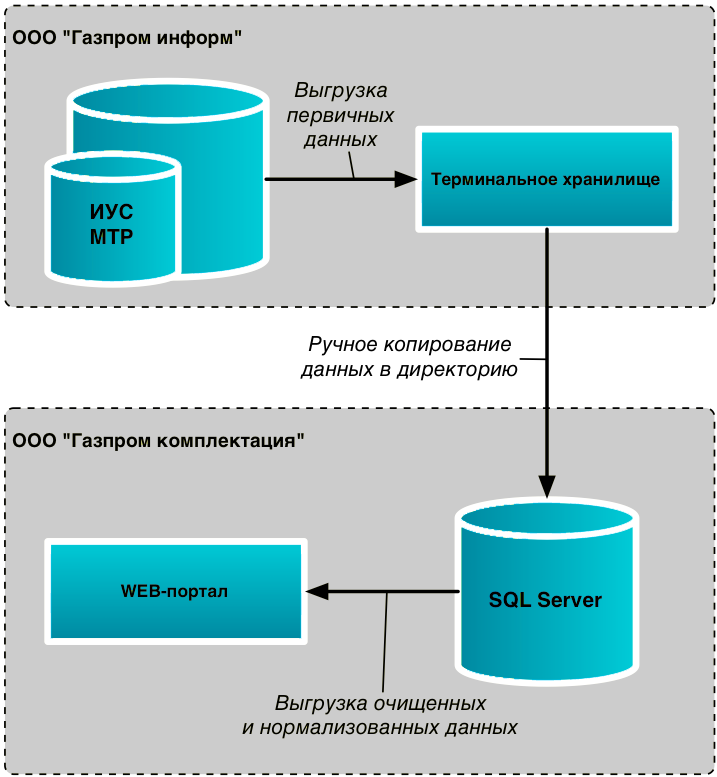 ООО "Газпром информ"
Выгрузка
первичных
данных
Терминальное хранилище
ИУС
МТР
Ручное копирование
данных в директорию
ООО "Газпром комплектация"
WEB-портал
SQL Server
Выгрузка очищенных
и нормализованных данных